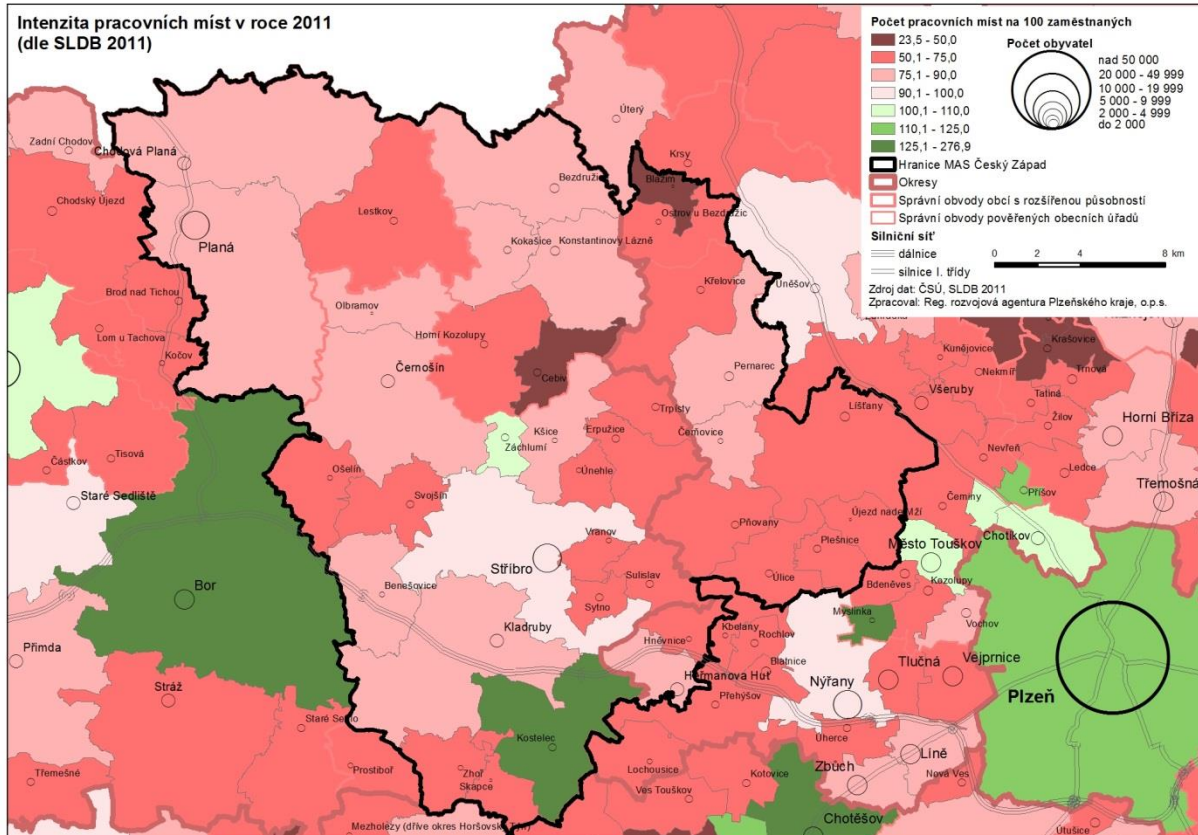 Intenzita pracovních míst v roce 2011
(dle SLDB 2011)
Počet pracovních míst na 100 zaměstnaných
23,5 - 50,0
50,1 - 75,0
75,1 - 90,0
90,1 - 100,0
100,1 - 110,0
110,1 - 125,0
125,1 - 276,9
Počet obyvatel
nad 50 000
20 000 - 49 999
10 000 - 19 999
5 000 - 9 999
2 000 - 4 999
do 2 000
Hranice MAS Český Západ
Okresy
Správní obvody obcí s rozšířenou působností
Správní obvody pověřených obecních úřadů
Silniční síť
dálnice
silnice I. třídy
0 2 4 8 km
Zdroj dat: ČSÚ, SLDB 2011
Zpracoval: Reg. rozvojová agentura Plzeňského kraje, o.p.s.
Úterý
Zadní Chodov
Chodová Planá
Krsy
Blažim
Bezdružice
Chodský Újezd
Lestkov
Ostrov u Bezdružic
Planá
Kokašice
Konstantinovy Lázně
Křelovice
Úněšov
Brod nad Tichou
Olbramov
Lom u Tachova
Horní Kozolupy
Kunějovice
Krašovice
Kočov
Černošín
Cebiv
Pernarec
Nekmíř
Trnová
Všeruby
Tatiná
Trpísty
Líšťany
Žilov
Horní Bříza
Záchlumí
Kšice
Erpužice
Čerňovice
Nevřeň
Částkov
Tisová
Ošelín
Únehle
Ledce
Staré Sedliště
Svojšín
Příšov
Třemošná
Čeminy
Vranov
Pňovany
Újezd nade Mží
Město Touškov
Chotíkov
Stříbro
Plešnice
Bor
Benešovice
Sulislav
Úlice
Bdeněves
Kozolupy
Sytno
Myslinka
Vochov
Kladruby
Hněvnice
Kbelany
Rochlov
Přimda
Blatnice
Tlučná
Vejprnice
Heřmanova Huť
Nýřany
Plzeň
Stráž
Přehýšov
Staré Sedlo
Úherce
Kostelec
Líně
Třemešné
Prostiboř
Zhoř
Skapce
Lochousice
Zbůch
Nová Ves
Ves Touškov
Kotovice
Mezholezy (dříve okres Horšovský Týn)
Chotěšov
Útušice